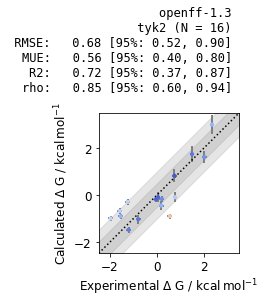 openff-1.3
tyk2 (N = 16)
RMSE: 0.68 [95%: 0.52, 0.90]
MUE: 0.56 [95%: 0.40, 0.80]
R2: 0.72 [95%: 0.37, 0.87]
rho: 0.85 [95%: 0.60, 0.94]
Calculated Δ G / kcal mol⁻¹
2
0
−2
−2 0 2
Experimental Δ G / kcal mol⁻¹